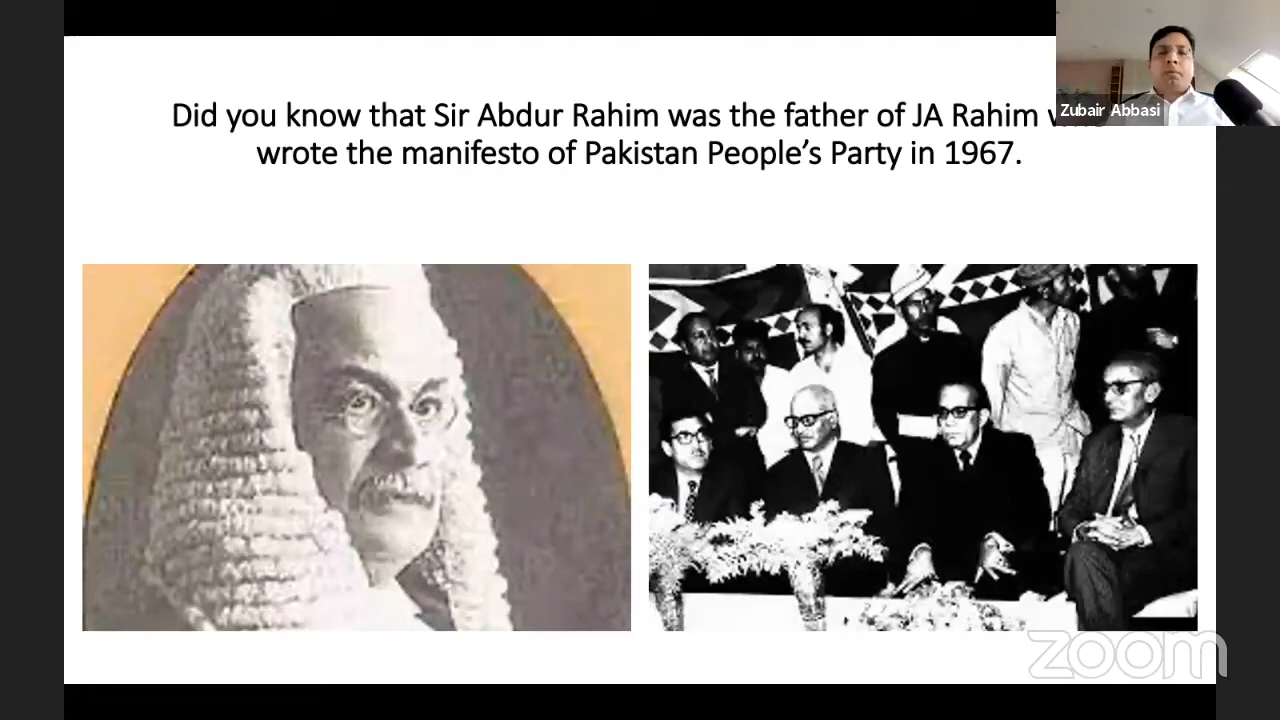 Did you know that Sir Abdur Rahim was the father of JA Rahim
wrote the manifesto of Pakistan People’s Party in 1967.
Zubair Abbasi
zoom